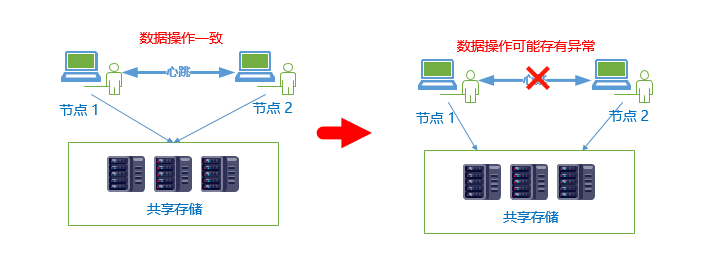 数据操作一致
心跳
节点 1
节点 2
共享存储
数据操作可能存有异常
心
节点 1
节点 2
共享存储